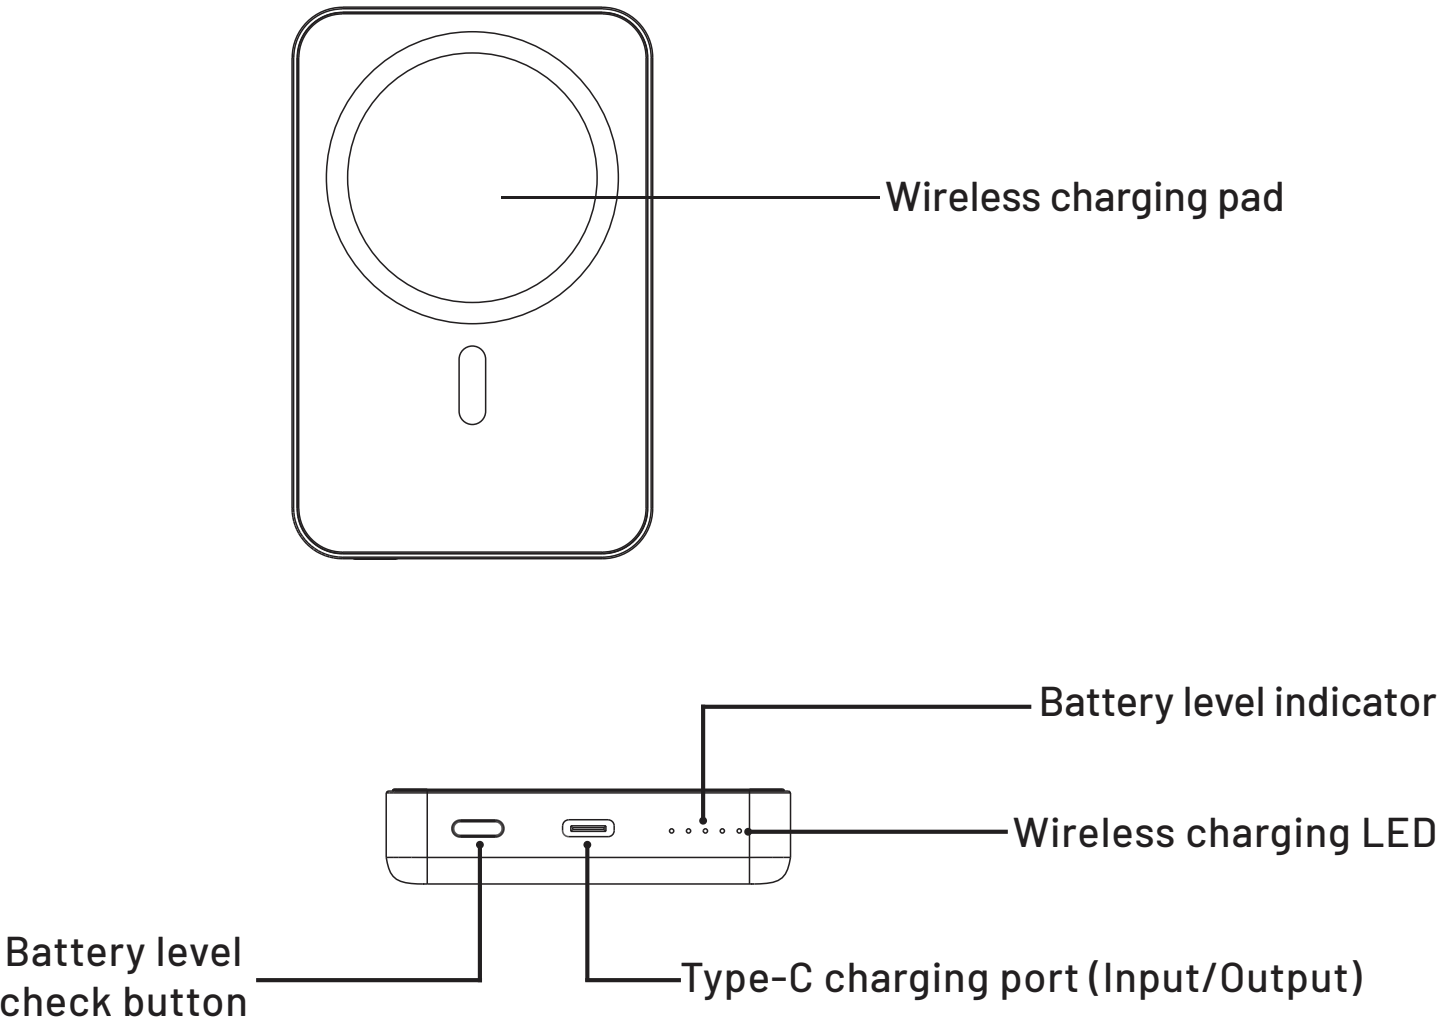 Wireless charging pad
Battery level indicator
Wireless charging LED
Battery level
check button
Type-C charging port (Input/Output)